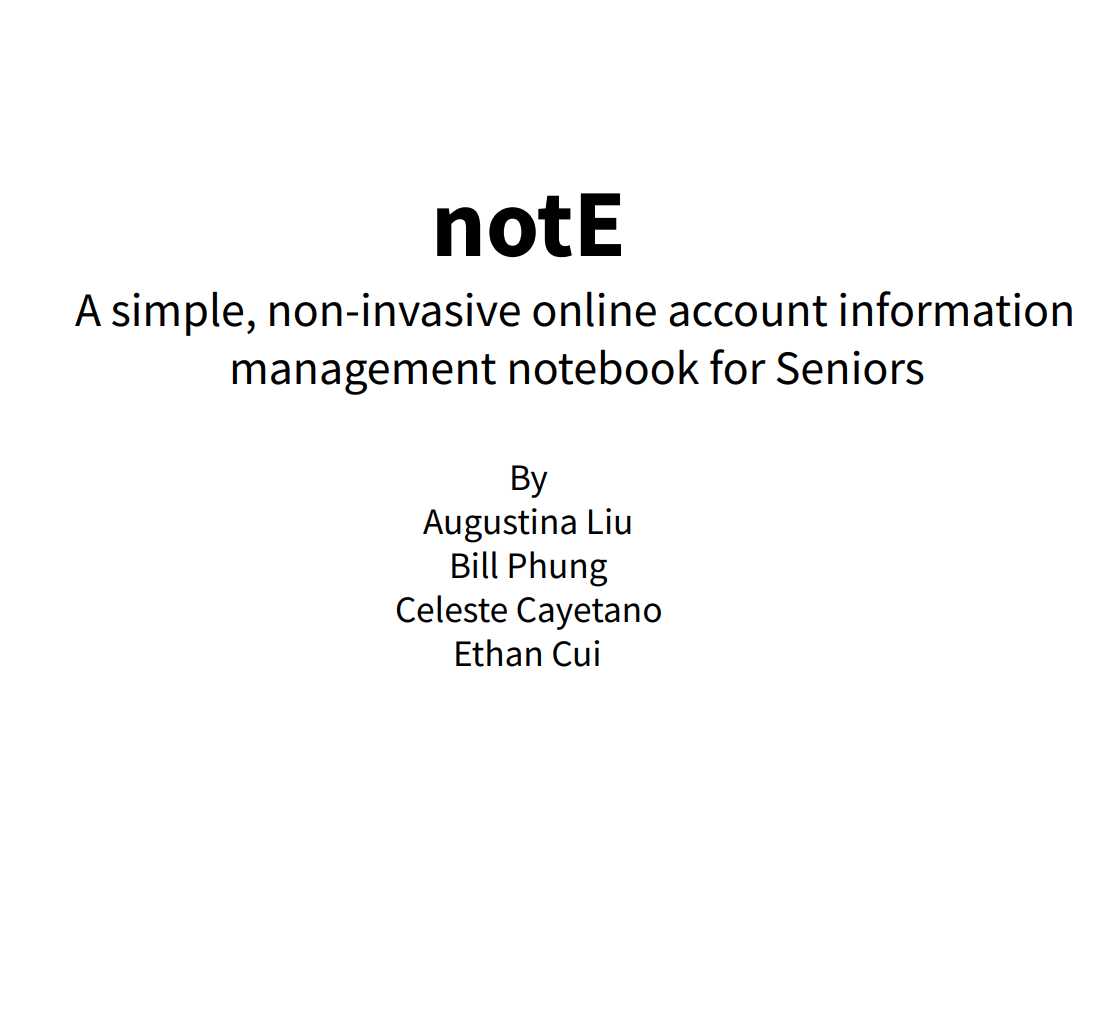 notE
A simple, non-invasive online account information
management notebook for Seniors
By
Augustina Liu
Bill Phung
Celeste Cayetano
Ethan Cui